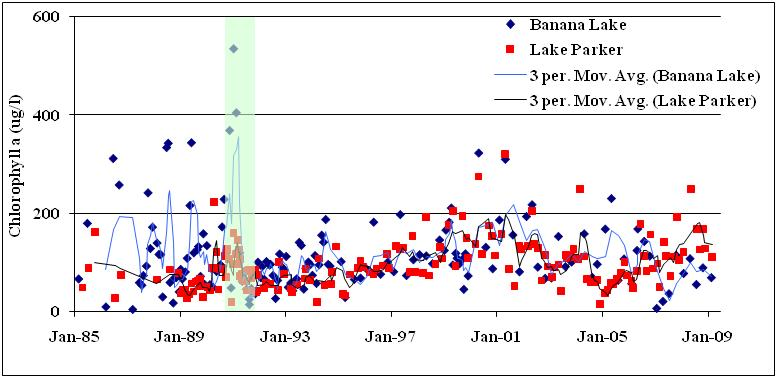 600
Banana Lake
Lake Parker
3 per. Mov. Avg. (Banana Lake)
3 per. Mov. Avg. (Lake Parker)
400
Chlorophyll a (ug/l)
200
0
Jan-85
Jan-89
Jan-93
Jan-97
Jan-01
Jan-05
Jan-09